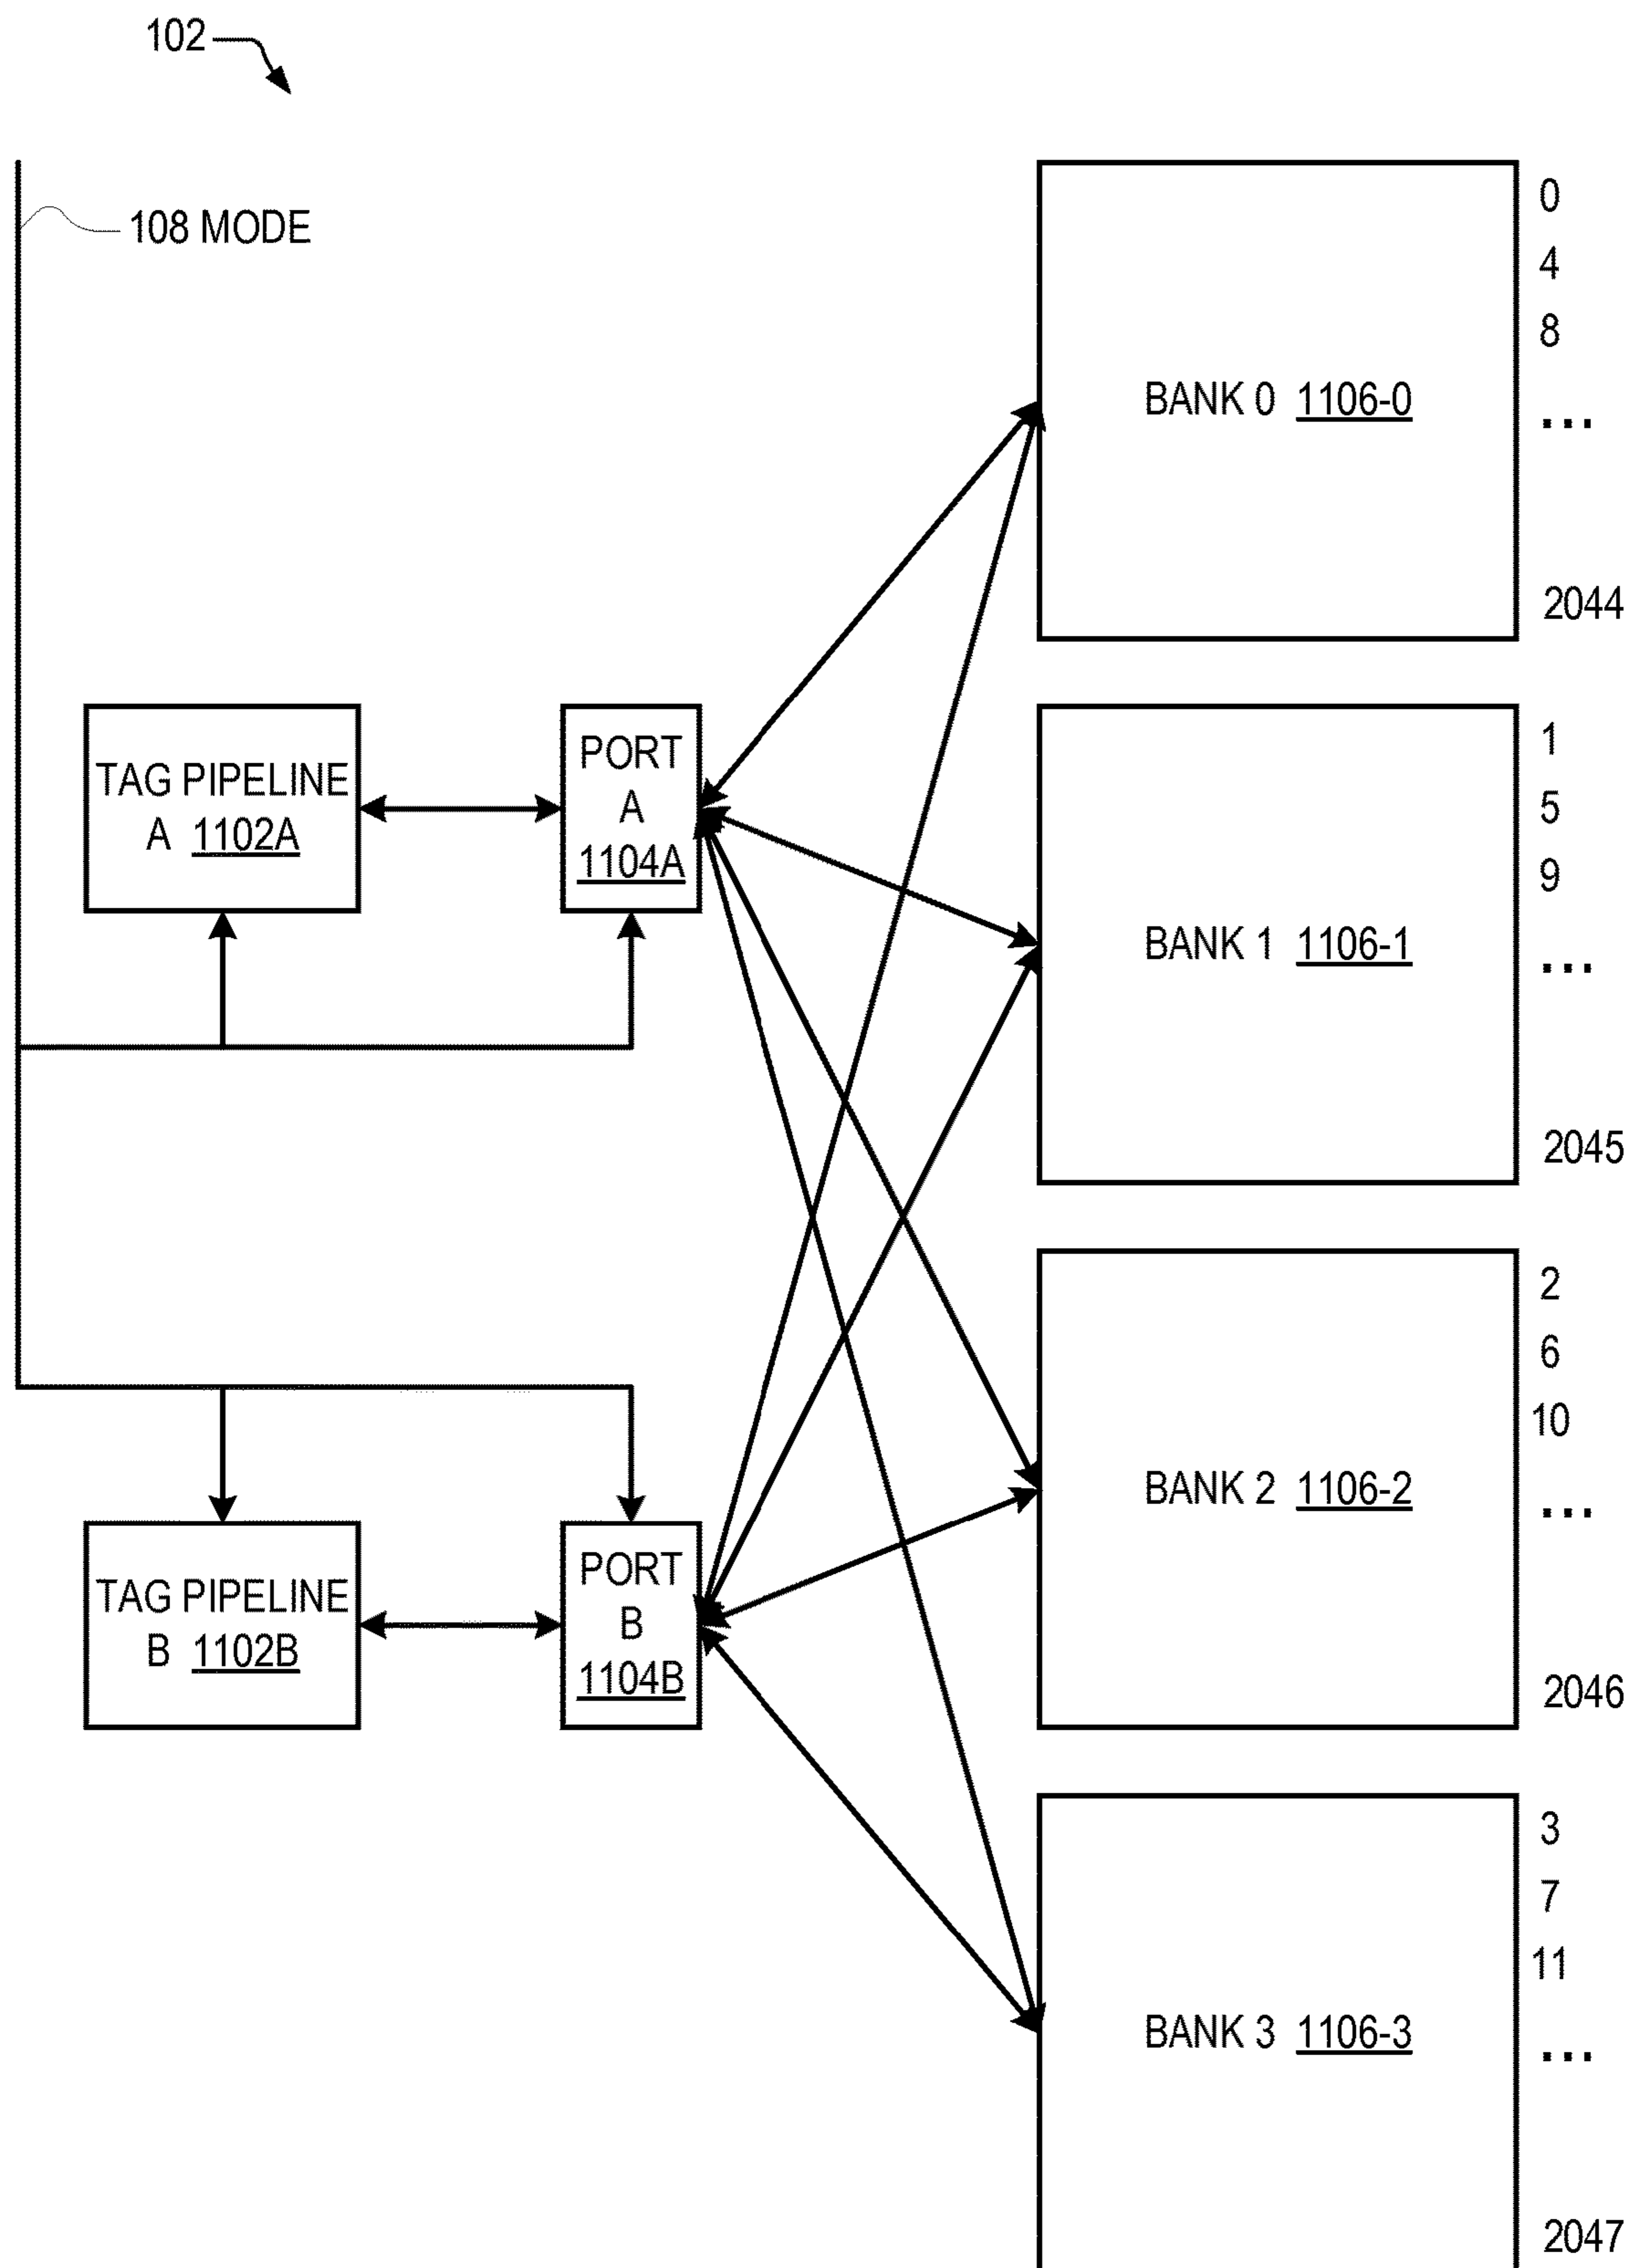 102
108 MODE
0
4
8
BANK 0 1106-0
...
2044
TAG PIPELINE
A 1102A
PORT
A
1104A
1
5
9
BANK 1 1106-1
...
2045
2
6
10
BANK 2 1106-2
...
2046
TAG PIPELINE
B 1102B
PORT
B
1104B
3
7
11
BANK 3 1106-3
...
2047